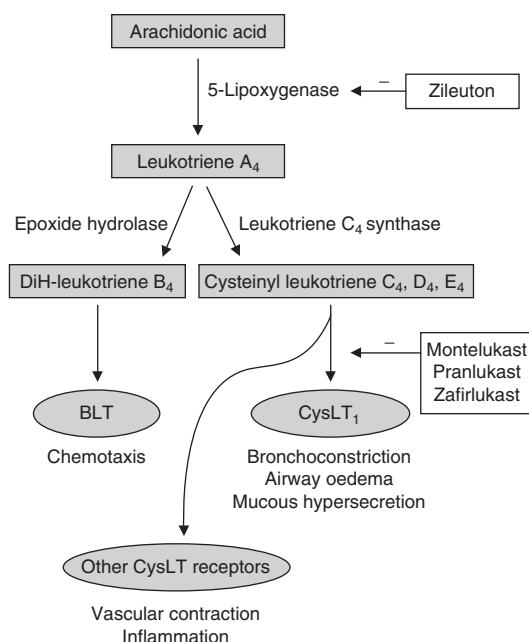 Arachidonic acid
5-Lipoxygenase
–
Zileuton
Leukotriene A₄
Epoxide hydrolase
Leukotriene C₄ synthase
DiH-leukotriene B₄
Cysteinyl leukotriene C₄, D₄, E₄
–
Montelukast
Pranlukast
Zafirlukast
BLT
CysLT₁
Chemotaxis
Bronchoconstriction
Airway oedema
Mucous hypersecretion
Other CysLT receptors
Vascular contraction
Inflammation